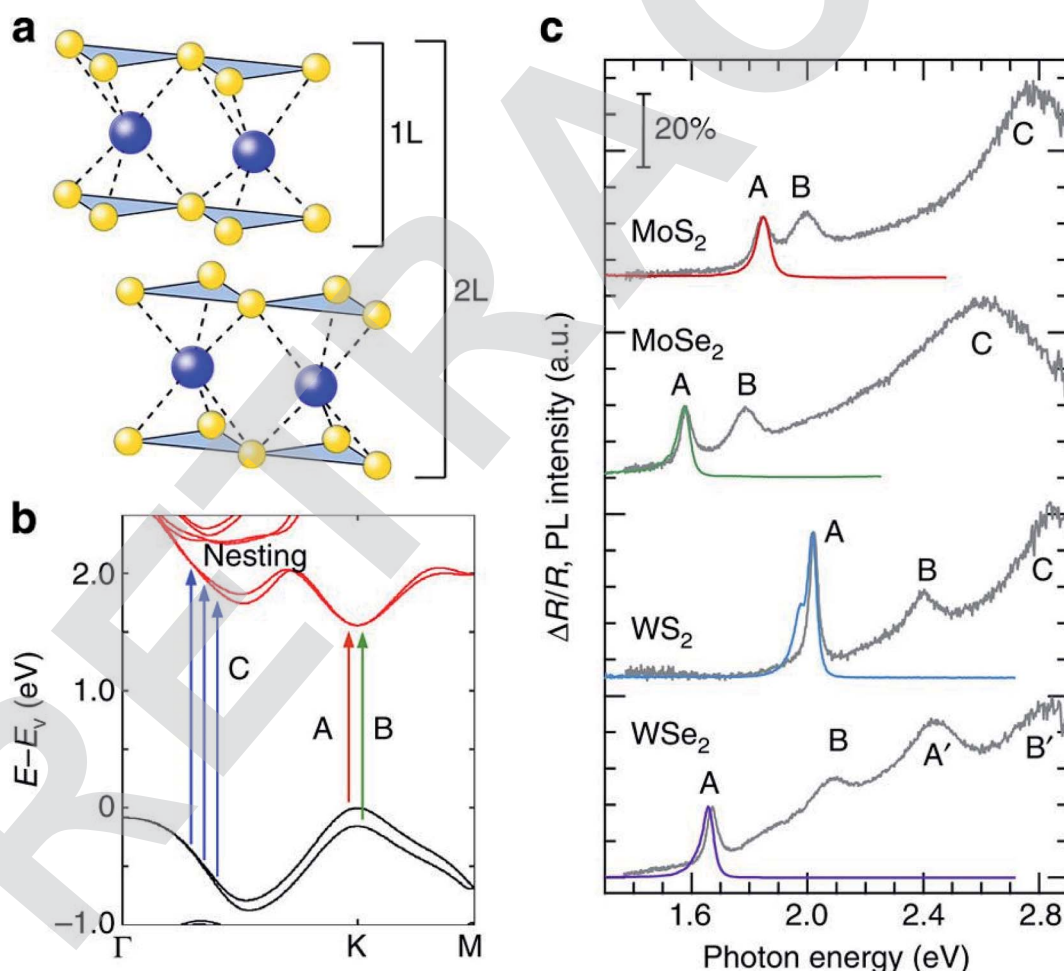 a
1L
2L
b
Nesting
2.0
1.0
0
–1.0
E–Eᵥ (eV)
C
A
B
Γ
K
M
c
20%
C
A
B
MoS₂
MoSe₂
C
A
B
A
B
C
WS₂
WSe₂
B
A′
B′
A
ΔR/R, PL intensity (a.u.)
1.6
2.0
2.4
2.8
Photon energy (eV)
RETRAC